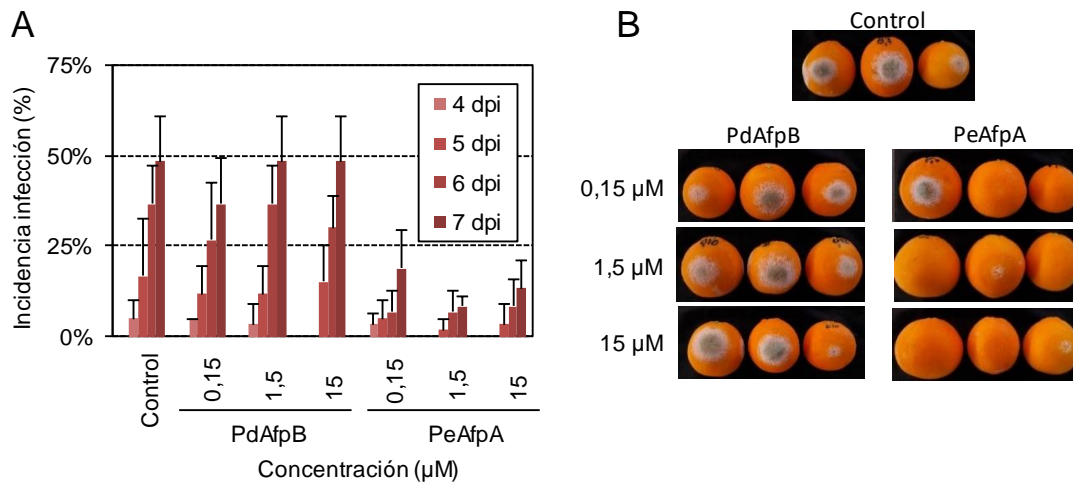 A
75%
50%
25%
0%
Incidencia infección (%)
4 dpi
5 dpi
6 dpi
7 dpi
Control
0,15
1,5
15
0,15
1,5
15
PdAfpB
PeAfpA
Concentración (µM)
B
Control
PdAfpB
PeAfpA
0,15 µM
1,5 µM
15 µM